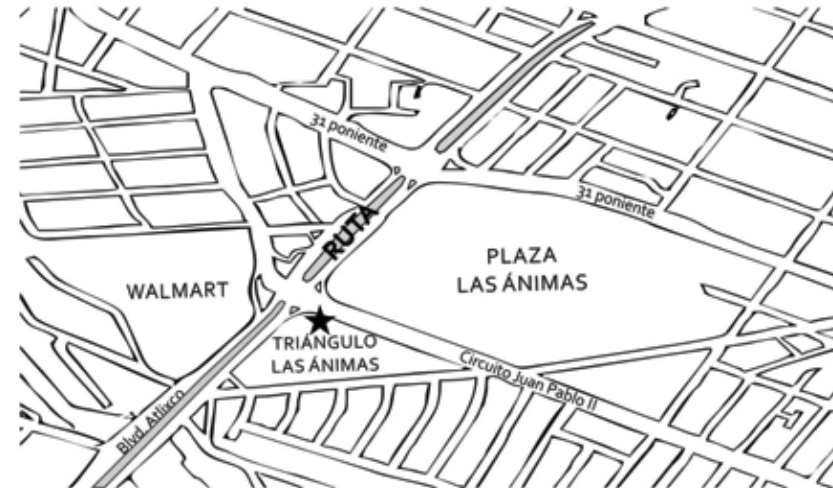 31 poniente
31 poniente
RUTA
PLAZA
LAS ÁNIMAS
WALMART
TRIÁNGULO
LAS ÁNIMAS
Circuito Juan Pablo II
Blvd. Atlixco